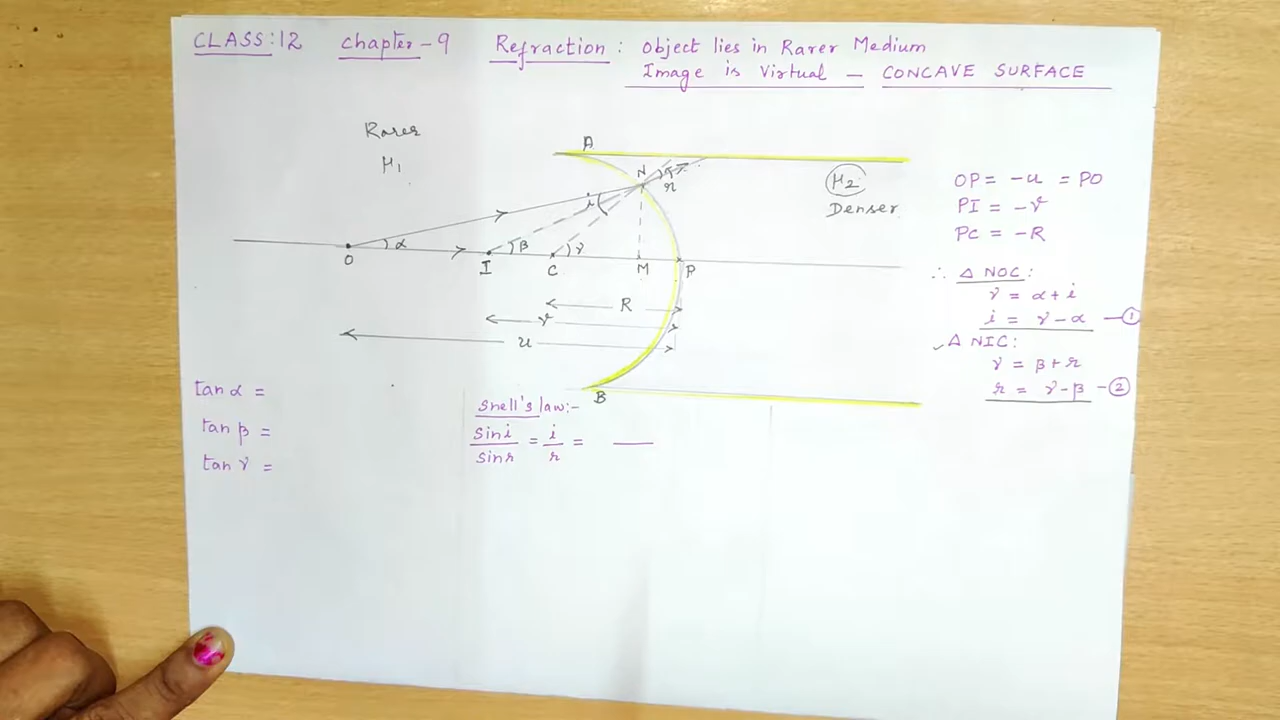 CLASS:12 chapter-9 Refraction: Object lies in Rarer Medium
Image is Virtual — CONCAVE SURFACE
Rarer
μ₁
A
N
r
i
μ₂
Denser
α
β
γ
O
I
C
M
P
R
v
u
B
OP = -u = PO
PI = -v
PC = -R
∴ Δ NOC:
γ = α+i
i = γ-α —①
✓Δ NIC:
γ = β+r
r = γ-β —②
tan α =
tan β =
tan γ =
Snell's law:-
sin i / sin r = i / r = —